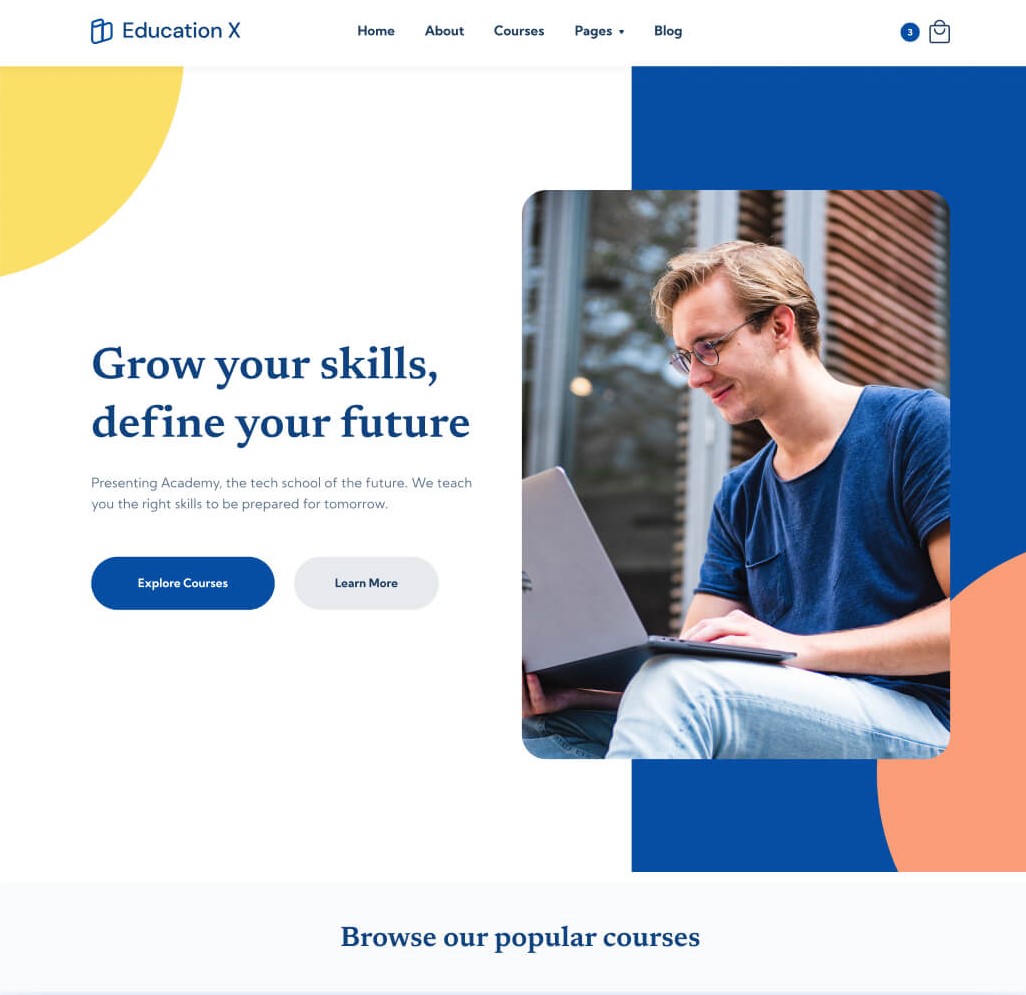 Education X
Home About Courses Pages ▾ Blog
3
Grow your skills,
define your future
Presenting Academy, the tech school of the future. We teach
you the right skills to be prepared for tomorrow.
Explore Courses Learn More
Browse our popular courses